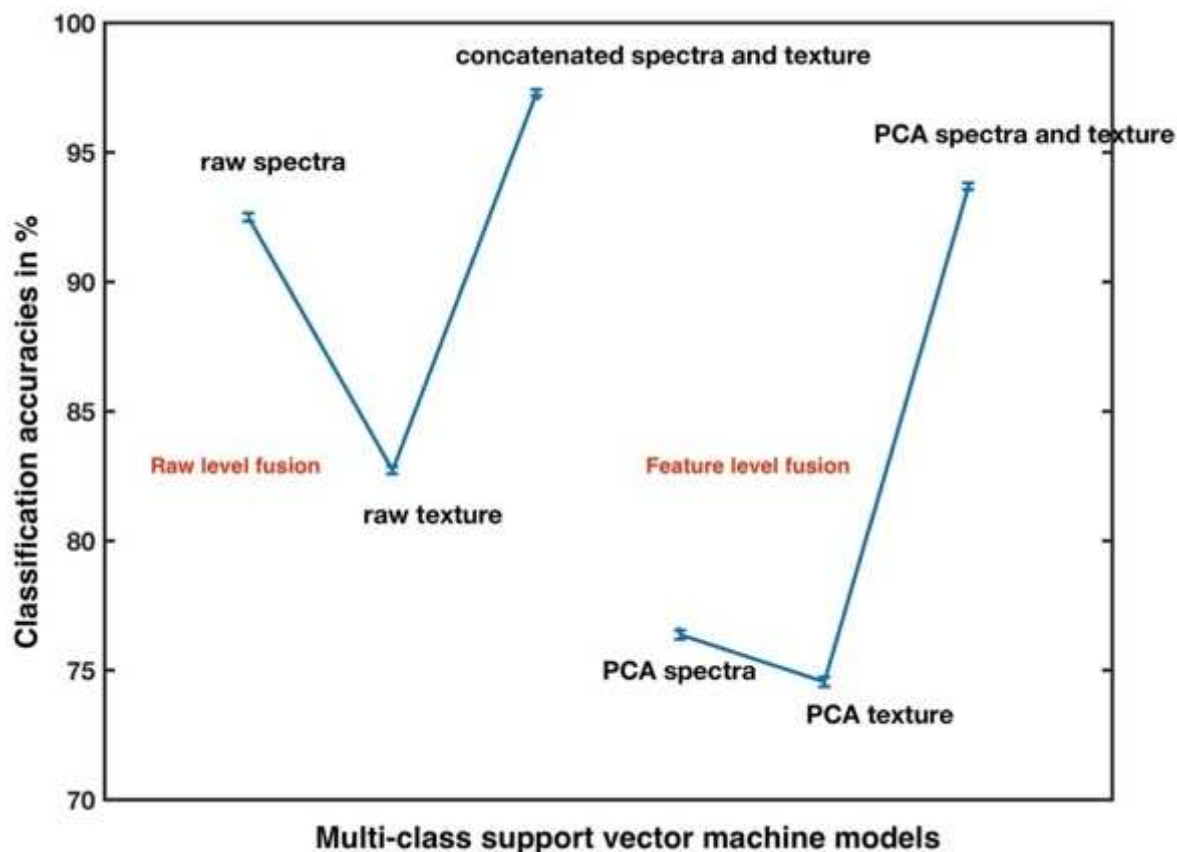 100
concatenated spectra and texture
PCA spectra and texture
95
raw spectra
90
85
Raw level fusion
Feature level fusion
raw texture
80
PCA spectra
75
PCA texture
70
Classification accuracies in %
Multi-class support vector machine models